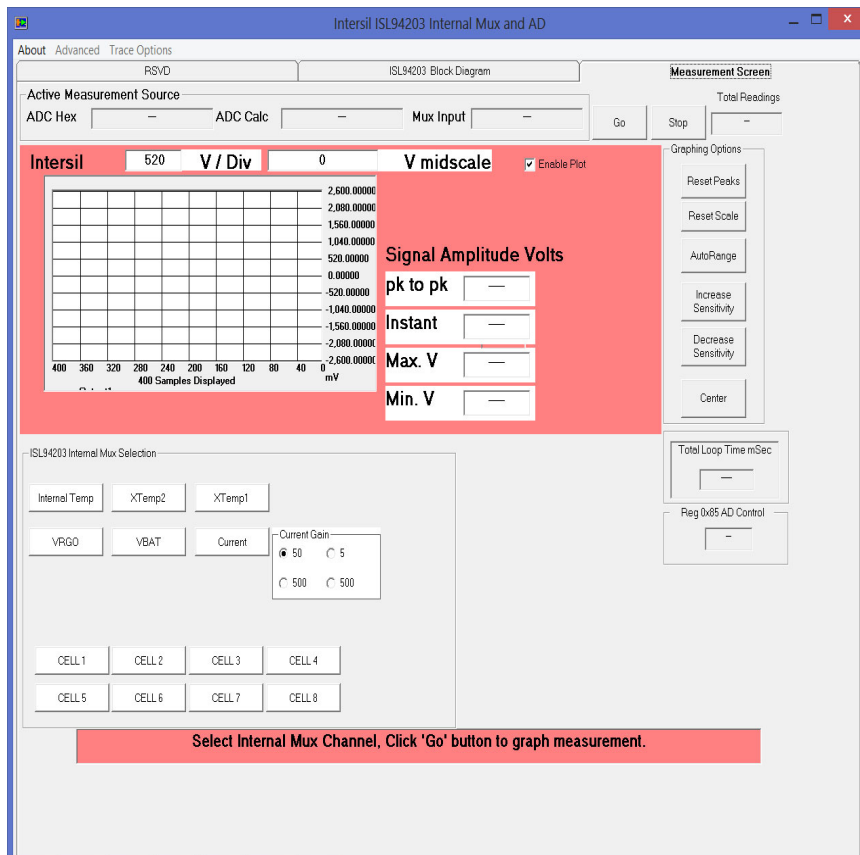 Intersil ISL94203 Internal Mux and AD
About Advanced Trace Options
RSVD
ISL94203 Block Diagram
Measurement Screen
Active Measurement Source
ADC Hex –
ADC Calc –
Mux Input –
Go
Stop
Total Readings
–
Intersil
520
V / Div
0
V midscale
Enable Plot
2,600.00000
2,080.00000
1,560.00000
1,040.00000
520.00000
0.00000
-520.00000
-1,040.00000
-1,560.00000
-2,080.0000
-2,600.0000
400 360 320 280 240 200 160 120 80 40 0
mV
400 Samples Displayed
Signal Amplitude Volts
pk to pk —
Instant —
Max. V —
Min. V —
Graphing Options
Reset Peaks
Reset Scale
AutoRange
Increase
Sensitivity
Decrease
Sensitivity
Center
Total Loop Time mSec
—
Reg 0x85 AD Control
–
ISL94203 Internal Mux Selection
Internal Temp
XTemp2
XTemp1
VRGO
VBAT
Current
Current Gain
50 5
500 500
CELL 1
CELL 2
CELL 3
CELL 4
CELL 5
CELL 6
CELL 7
CELL 8
Select Internal Mux Channel, Click 'Go' button to graph measurement.